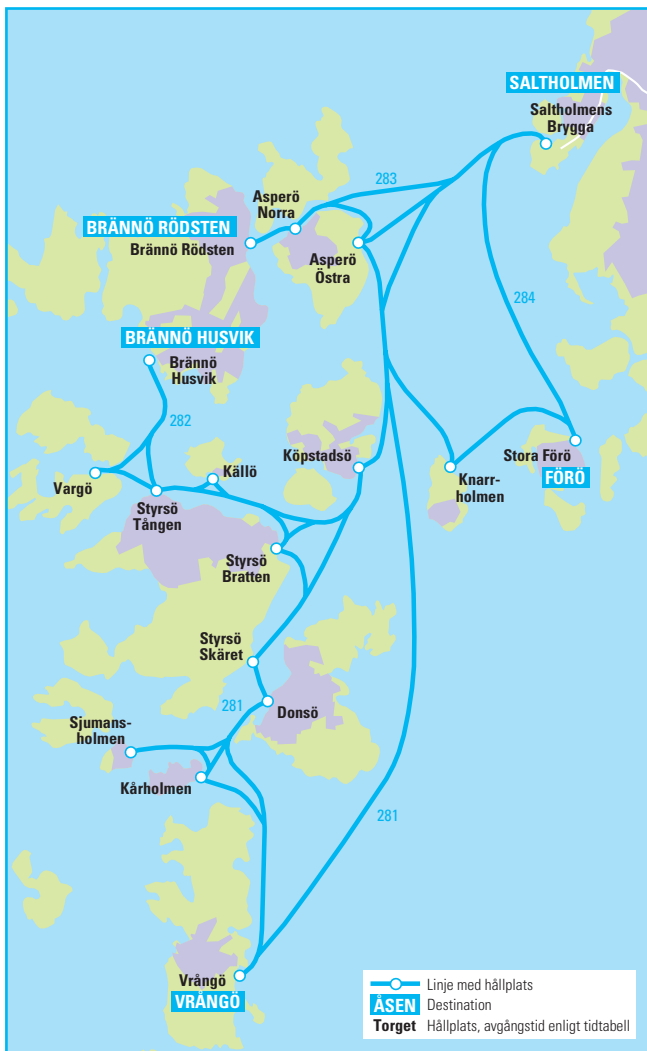 SALTHOLMEN
Saltholmens
Brygga
283
Asperö
Norra
BRÄNNÖ RÖDSTEN
Brännö Rödsten
Asperö
Östra
284
BRÄNNÖ HUSVIK
Brännö
Husvik
282
Källö
Köpstadsö
Stora Förö
FÖRÖ
Vargö
Knarr-
holmen
Styrsö
Tången
Styrsö
Bratten
Styrsö
Skäret
281
Donsö
Sjumans-
holmen
Kårholmen
281
Vrångö
VRÅNGÖ
Linje med hållplats
ÅSEN Destination
Torget Hållplats, avgångstid enligt tidtabell